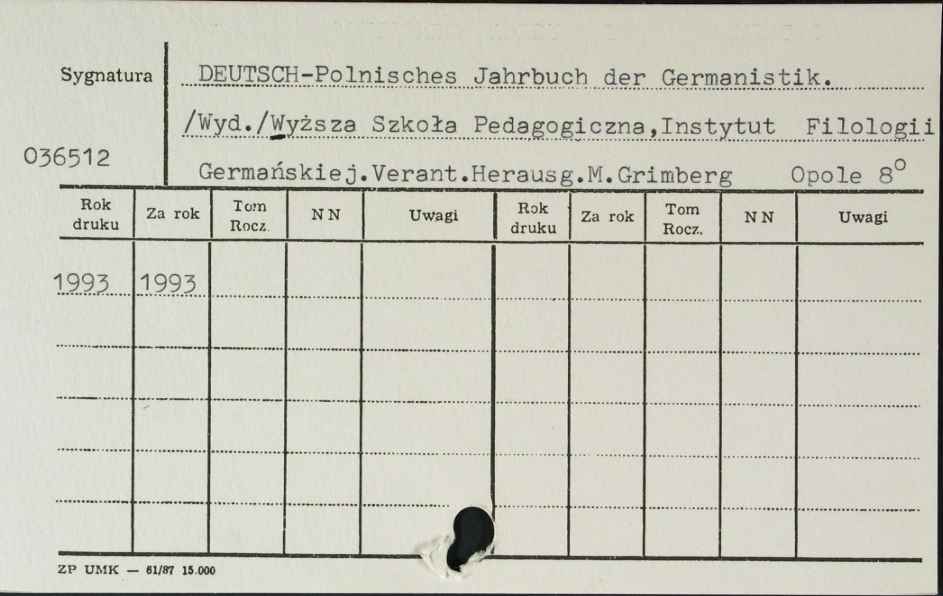 Sygnatura
DEUTSCH-Polnisches Jahrbuch der Germanistik.
/Wyd./Wyższa Szkoła Pedagogiczna,Instytut Filologii
036512
Germańskiej.Verant.Herausg.M.Grimberg Opole 8°
Rok druku Za rok Tom Rocz. N N Uwagi Rok druku Za rok Tom Rocz. N N Uwagi
1993 1993
ZP UMK — 61/87 15.000